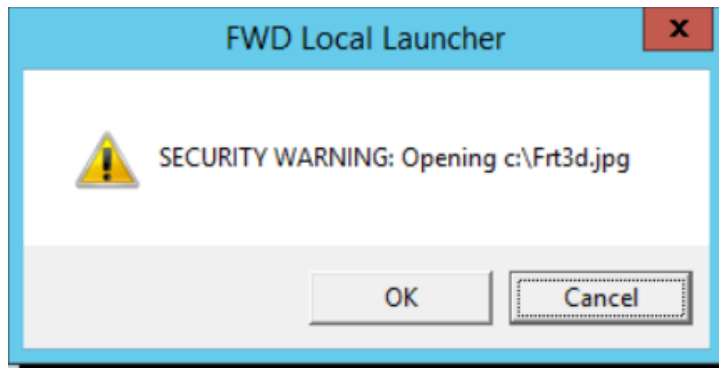 FWD Local Launcher
x
SECURITY WARNING: Opening c:\Frt3d.jpg
OK
Cancel